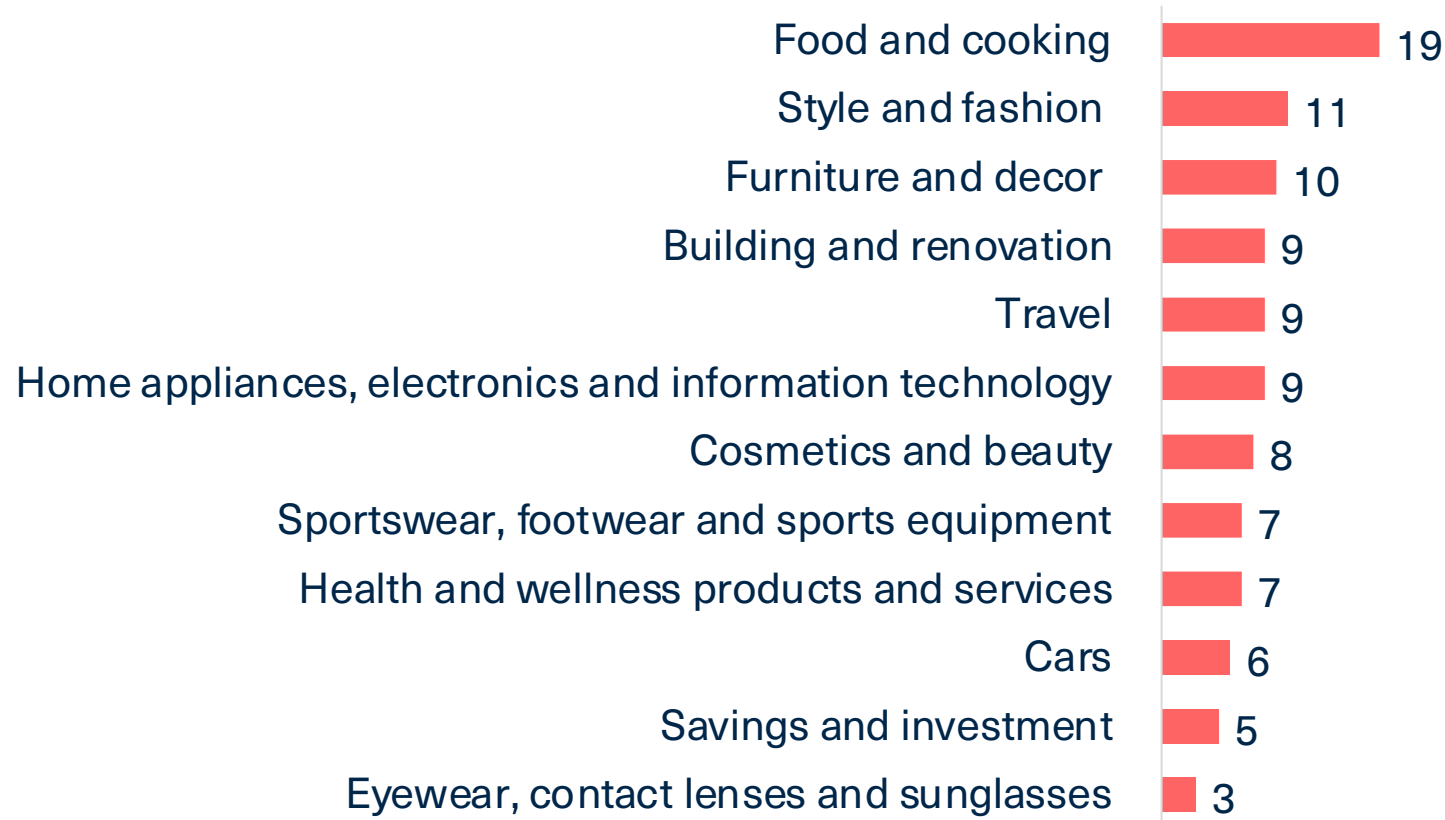 Food and cooking 19
Style and fashion 11
Furniture and decor 10
Building and renovation 9
Travel 9
Home appliances, electronics and information technology 9
Cosmetics and beauty 8
Sportswear, footwear and sports equipment 7
Health and wellness products and services 7
Cars 6
Savings and investment 5
Eyewear, contact lenses and sunglasses 3